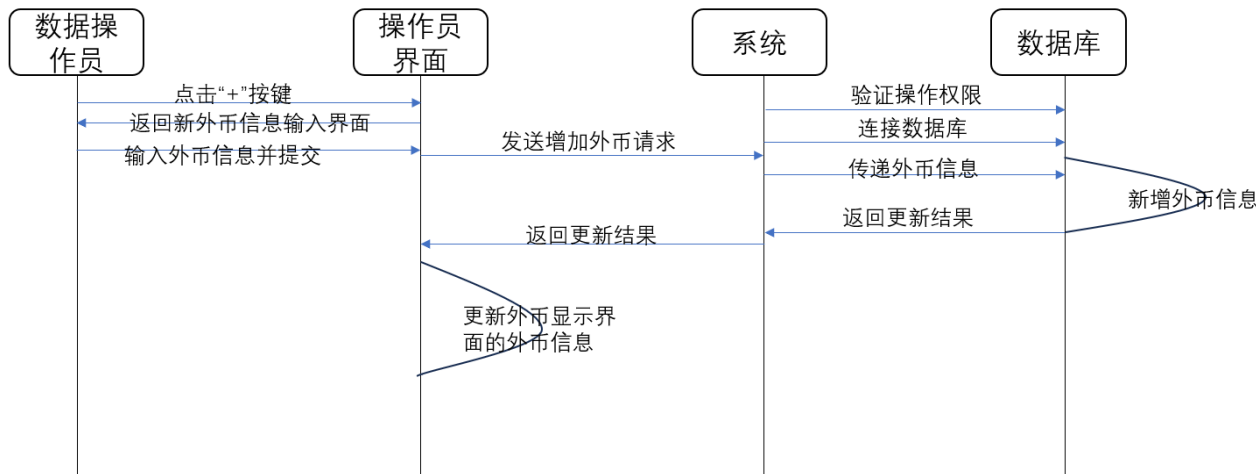 数据操
作员
操作员
界面
系统
数据库
点击“+”按键
返回新外币信息输入界面
输入外币信息并提交
发送增加外币请求
验证操作权限
连接数据库
传递外币信息
新增外币信息
返回更新结果
返回更新结果
更新外币显示界
面的外币信息